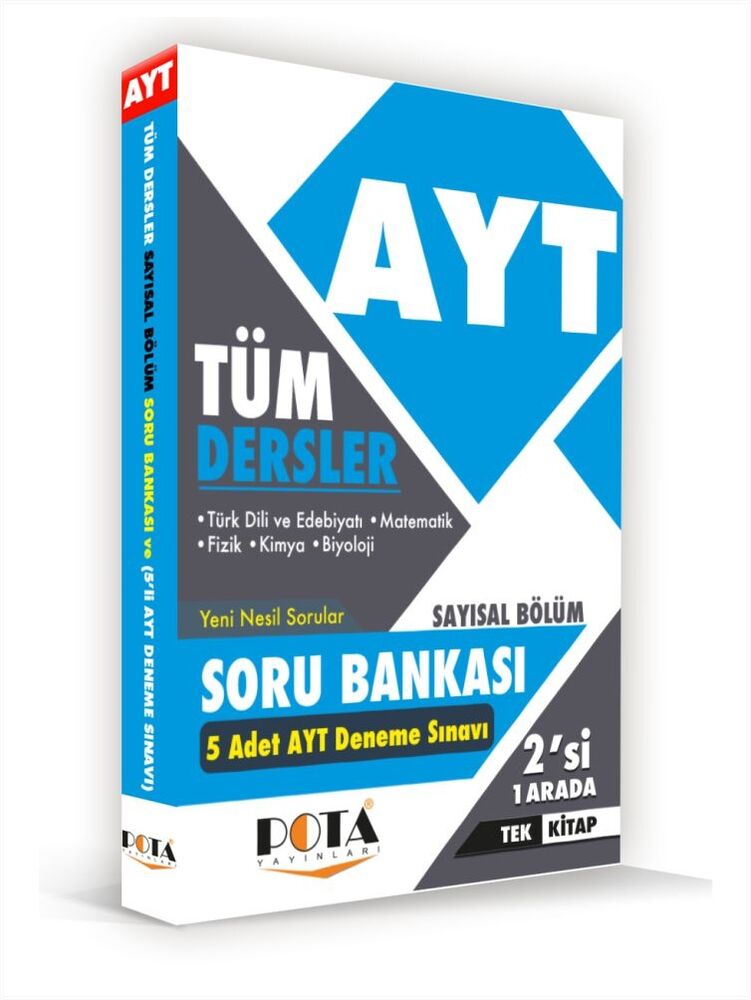 AYT
TÜM DERSLER SAYISAL BÖLÜM SORU BANKASI ve (5'li AYT DENEME SINAVI)
POTA
YAYINLARI
AYT
TÜM
DERSLER
•Türk Dili ve Edebiyatı •Matematik
•Fizik •Kimya •Biyoloji
Yeni Nesil Sorular
SAYISAL BÖLÜM
SORU BANKASI
5 Adet AYT Deneme Sınavı
2'si
1 ARADA
TEK KİTAP
POTA®
YAYINLARI